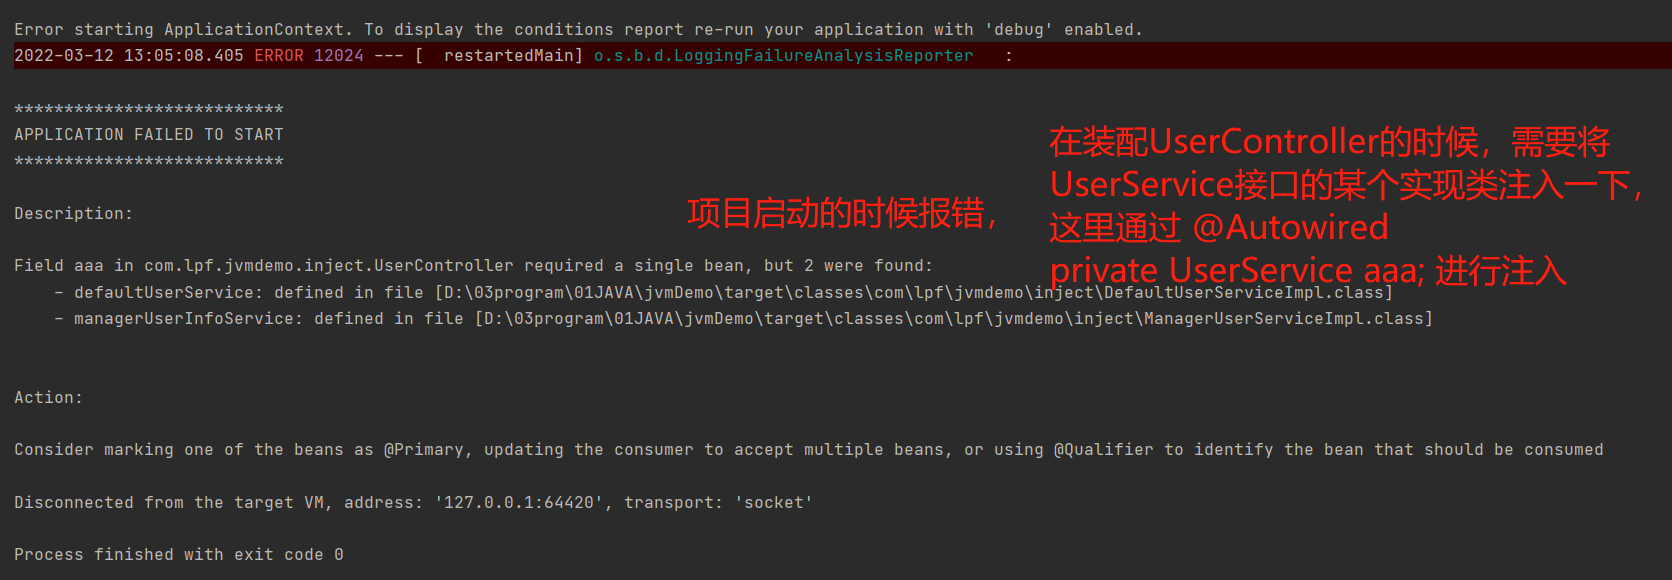 Error starting ApplicationContext. To display the conditions report re-run your application with 'debug' enabled.
2022-03-12 13:05:08.405 ERROR 12024 --- [  restartedMain] o.s.b.d.LoggingFailureAnalysisReporter   :
***************************
APPLICATION FAILED TO START
***************************
在装配UserController的时候，需要将
UserService接口的某个实现类注入一下，
这里通过 @Autowired
private UserService aaa; 进行注入
项目启动的时候报错，
Description:
Field aaa in com.lpf.jvmdemo.inject.UserController required a single bean, but 2 were found:
- defaultUserService: defined in file [D:\03program\01JAVA\jvmDemo\target\classes\com\lpf\jvmdemo\inject\DefaultUserServiceImpl.class]
- managerUserInfoService: defined in file [D:\03program\01JAVA\jvmDemo\target\classes\com\lpf\jvmdemo\inject\ManagerUserServiceImpl.class]
Action:
Consider marking one of the beans as @Primary, updating the consumer to accept multiple beans, or using @Qualifier to identify the bean that should be consumed
Disconnected from the target VM, address: '127.0.0.1:64420', transport: 'socket'
Process finished with exit code 0